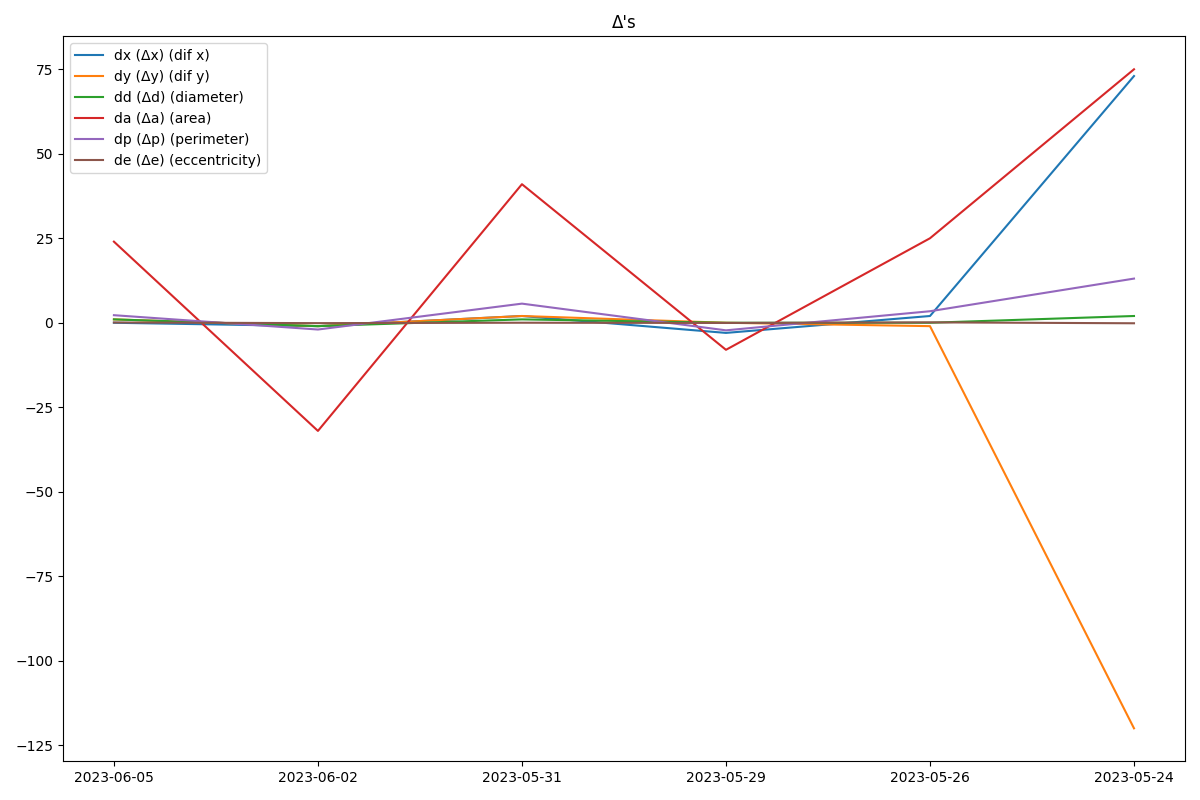 Δ's
dx (Δx) (dif x)
dy (Δy) (dif y)
dd (Δd) (diameter)
da (Δa) (area)
dp (Δp) (perimeter)
de (Δe) (eccentricity)
75
50
25
0
−25
−50
−75
−100
−125
2023-06-05 2023-06-02 2023-05-31 2023-05-29 2023-05-26 2023-05-24